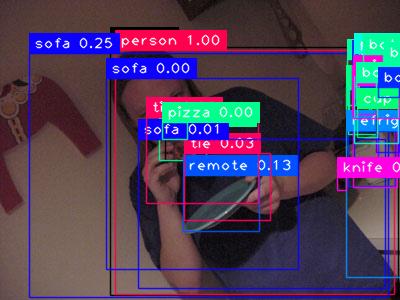 sofa 0.25
person 1.00
sofa 0.00
pizza 0.00
sofa 0.01
tie 0.03
remote 0.13
cup
refrig
knife 0